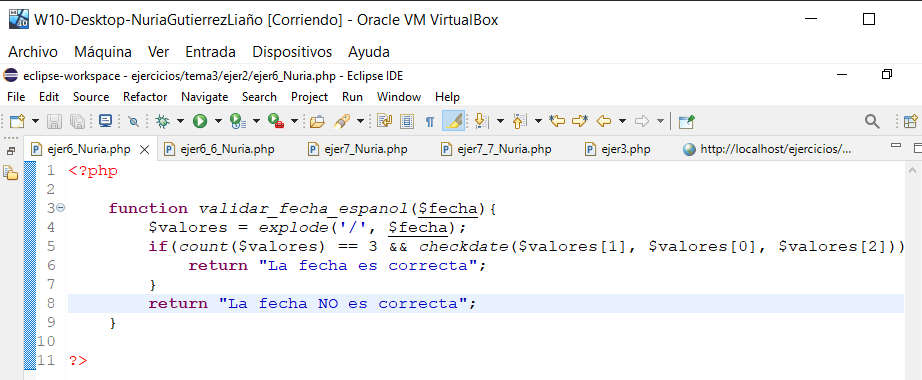 W10-Desktop-NuriaGutierrezLiaño [Corriendo] - Oracle VM VirtualBox
Archivo Máquina Ver Entrada Dispositivos Ayuda
eclipse-workspace - ejercicios/tema3/ejer2/ejer6_Nuria.php - Eclipse IDE
File Edit Source Refactor Navigate Search Project Run Window Help
ejer6_Nuria.php ejer6_6_Nuria.php ejer7_Nuria.php ejer7_7_Nuria.php ejer3.php http://localhost/ejercicios/...
1 <?php
2
3 function validar_fecha_espanol($fecha){
4 $valores = explode('/', $fecha);
5 if(count($valores) == 3 && checkdate($valores[1], $valores[0], $valores[2]))
6 return "La fecha es correcta";
7 }
8 return "La fecha NO es correcta";
9 }
10
11 ?>